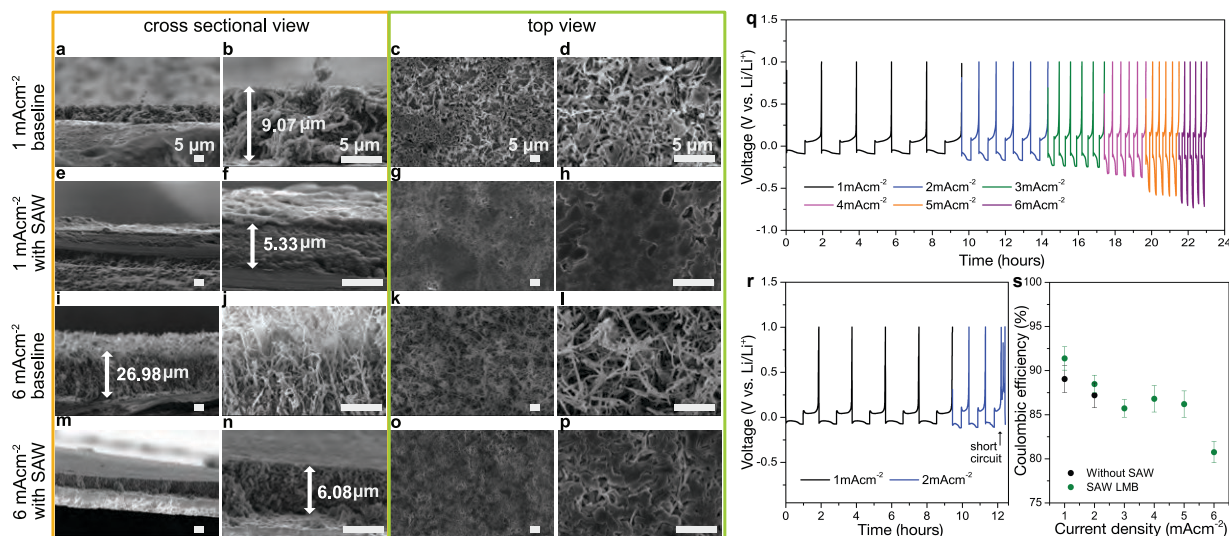 cross sectional view
top view
1 mAcm⁻² baseline
a
5 μm
b
9.07 μm
5 μm
c
5 μm
d
5 μm
1 mAcm⁻² with SAW
e
f
5.33 μm
g
h
6 mAcm⁻² baseline
i
26.98 μm
j
k
l
6 mAcm⁻² with SAW
m
n
6.08 μm
o
p
q
Voltage (V vs. Li/Li⁺)
1.5
1.0
0.5
0.0
-0.5
-1.0
1mAcm⁻² 2mAcm⁻² 3mAcm⁻²
4mAcm⁻² 5mAcm⁻² 6mAcm⁻²
0 2 4 6 8 10 12 14 16 18 20 22 24
Time (hours)
r
Voltage (V vs. Li/Li⁺)
1.5
1.0
0.5
0.0
-0.5
short
circuit
1mAcm⁻² 2mAcm⁻²
0 2 4 6 8 10 12
Time (hours)
s
Coulombic efficiency (%)
100
95
90
85
80
75
Without SAW
SAW LMB
0 1 2 3 4 5 6
Current density (mAcm⁻²)